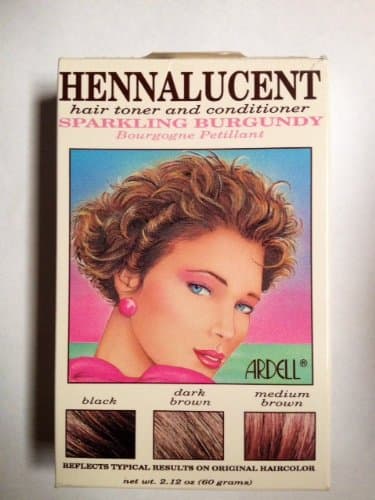 HENNALUCENT
hair toner and conditioner
SPARKLING BURGUNDY
Bourgogne Petillant
ARDELL®
black
dark
brown
medium
brown
REFLECTS TYPICAL RESULTS ON ORIGINAL HAIRCOLOR
net wt. 2.12 oz (60 grams)